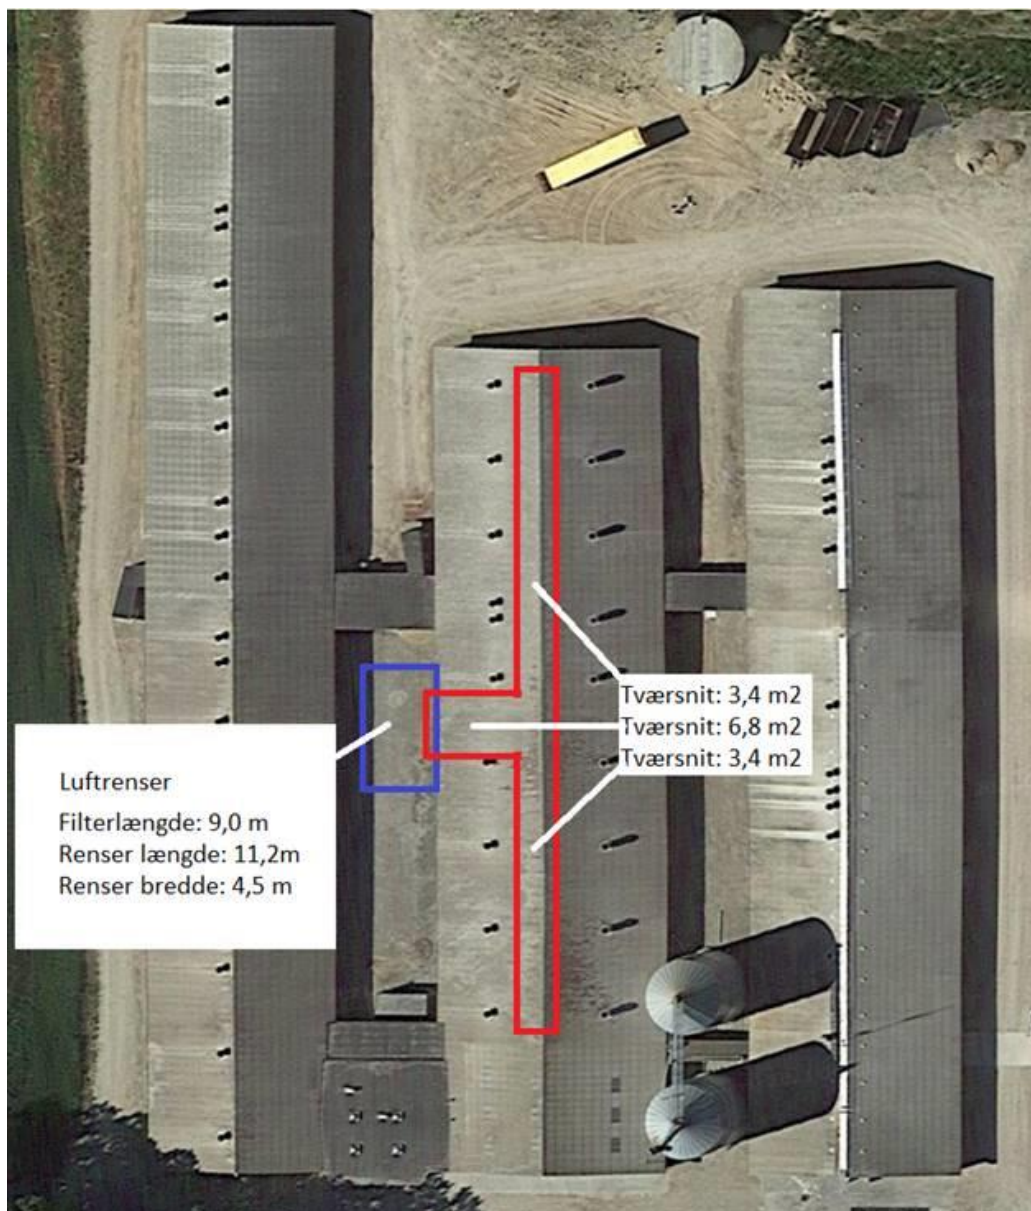 Tværsnit: 3,4 m2
Tværsnit: 6,8 m2
Tværsnit: 3,4 m2
Luftrenser
Filterlængde: 9,0 m
Renser længde: 11,2m
Renser bredde: 4,5 m